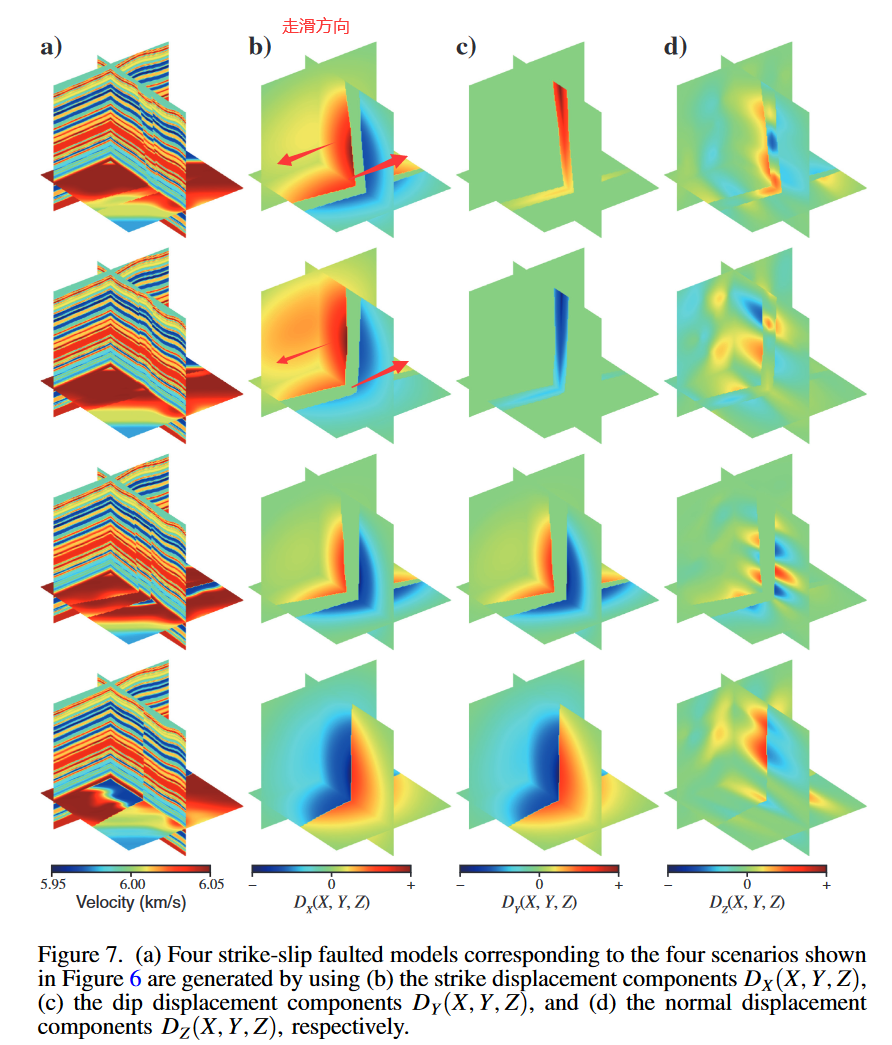 走滑方向
a)
b)
c)
d)
5.95 6.00 6.05
Velocity (km/s)
− 0 +
D_X(X, Y, Z)
− 0 +
D_Y(X, Y, Z)
− 0 +
D_Z(X, Y, Z)
Figure 7. (a) Four strike-slip faulted models corresponding to the four scenarios shown
in Figure 6 are generated by using (b) the strike displacement components D_X(X, Y, Z),
(c) the dip displacement components D_Y(X, Y, Z), and (d) the normal displacement
components D_Z(X, Y, Z), respectively.